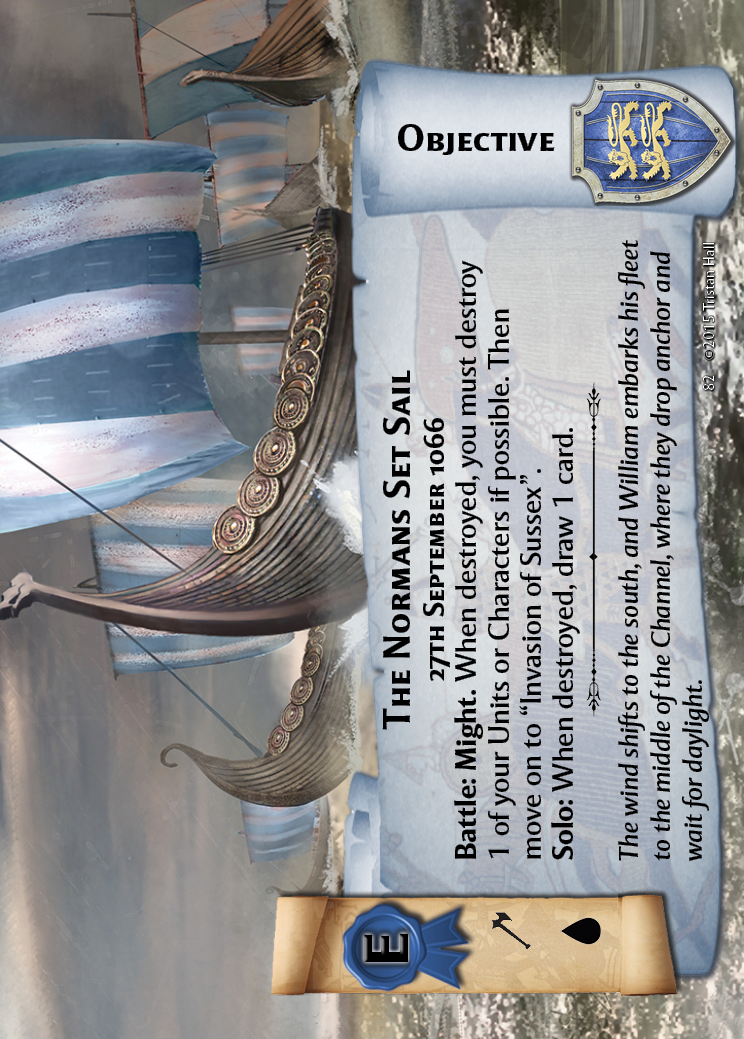 Objective
The Normans Set Sail
27th September 1066
Battle: Might. When destroyed, you must destroy
1 of your Units or Characters if possible. Then
move on to “Invasion of Sussex”.
Solo: When destroyed, draw 1 card.
The wind shifts to the south, and William embarks his fleet
to the middle of the Channel, where they drop anchor and
wait for daylight.
E
82 ©2015 Tristan Hall